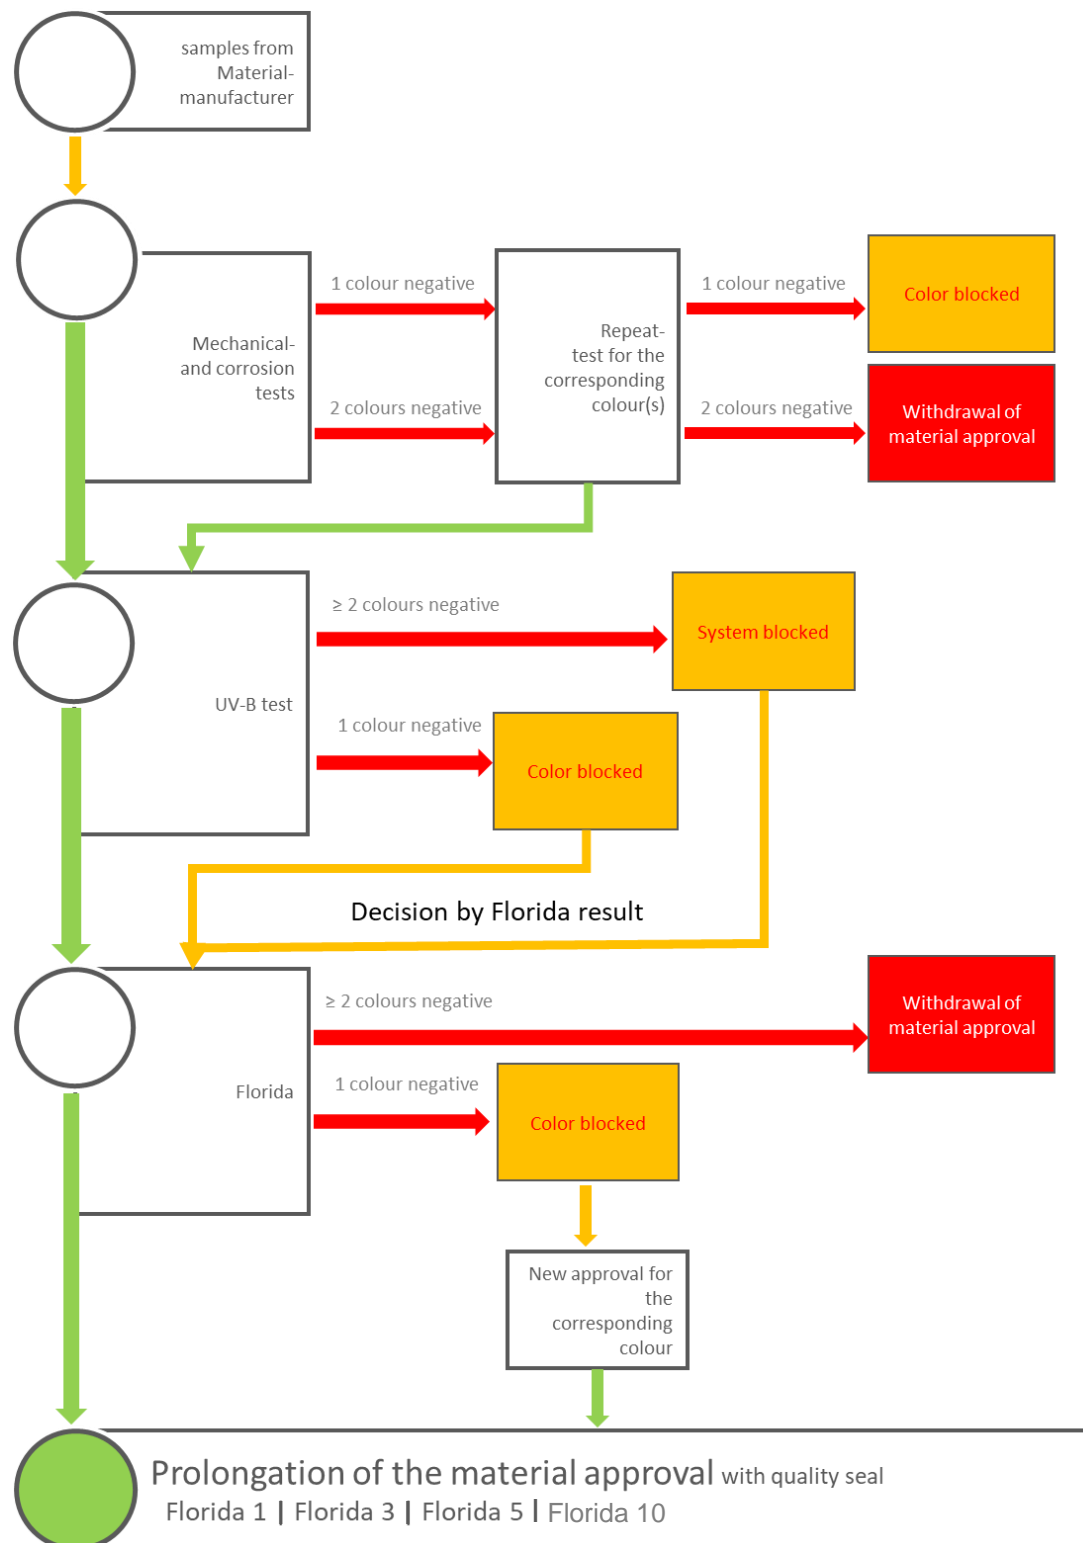 samples from
Material-
manufacturer
1 colour negative
1 colour negative
Color blocked
Mechanical-
and corrosion
tests
Repeat-
test for the
corresponding
colour(s)
2 colours negative
2 colours negative
Withdrawal of
material approval
≥ 2 colours negative
System blocked
UV-B test
1 colour negative
Color blocked
Decision by Florida result
≥ 2 colours negative
Withdrawal of
material approval
Florida
1 colour negative
Color blocked
New approval for
the
corresponding
colour
Prolongation of the material approval with quality seal
Florida 1 | Florida 3 | Florida 5 | Florida 10